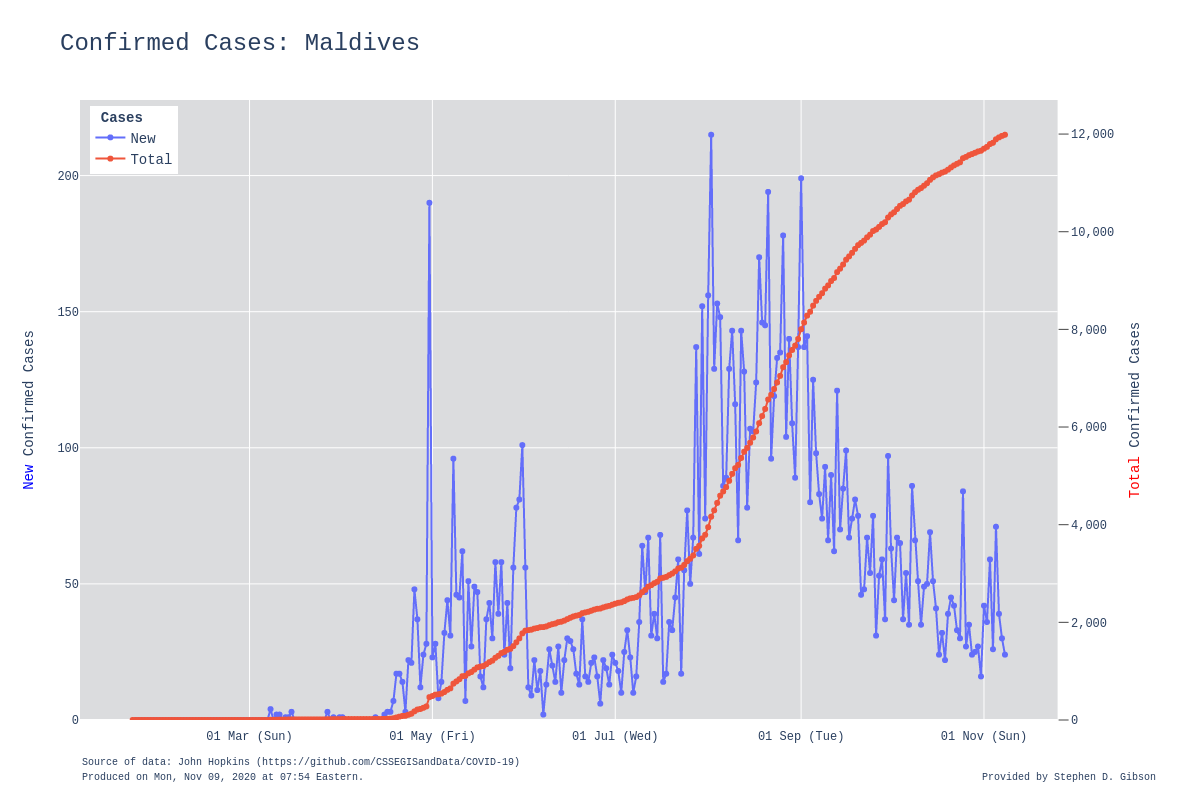 Confirmed Cases: Maldives
Cases
New
Total
200
150
100
50
0
12,000
10,000
8,000
6,000
4,000
2,000
0
New Confirmed Cases
Total Confirmed Cases
01 Mar (Sun)
01 May (Fri)
01 Jul (Wed)
01 Sep (Tue)
01 Nov (Sun)
Source of data: John Hopkins (https://github.com/CSSEGISandData/COVID-19)
Produced on Mon, Nov 09, 2020 at 07:54 Eastern.
Provided by Stephen D. Gibson